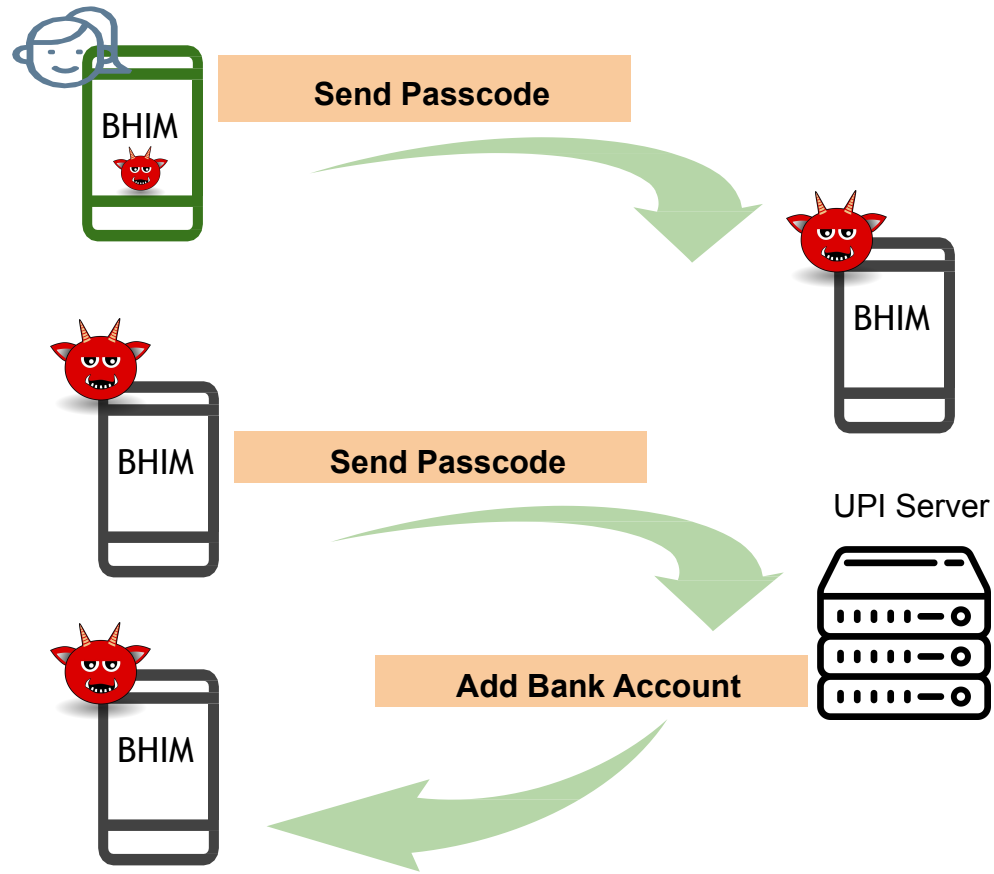 Send Passcode
BHIM
BHIM
Send Passcode
BHIM
UPI Server
Add Bank Account
BHIM